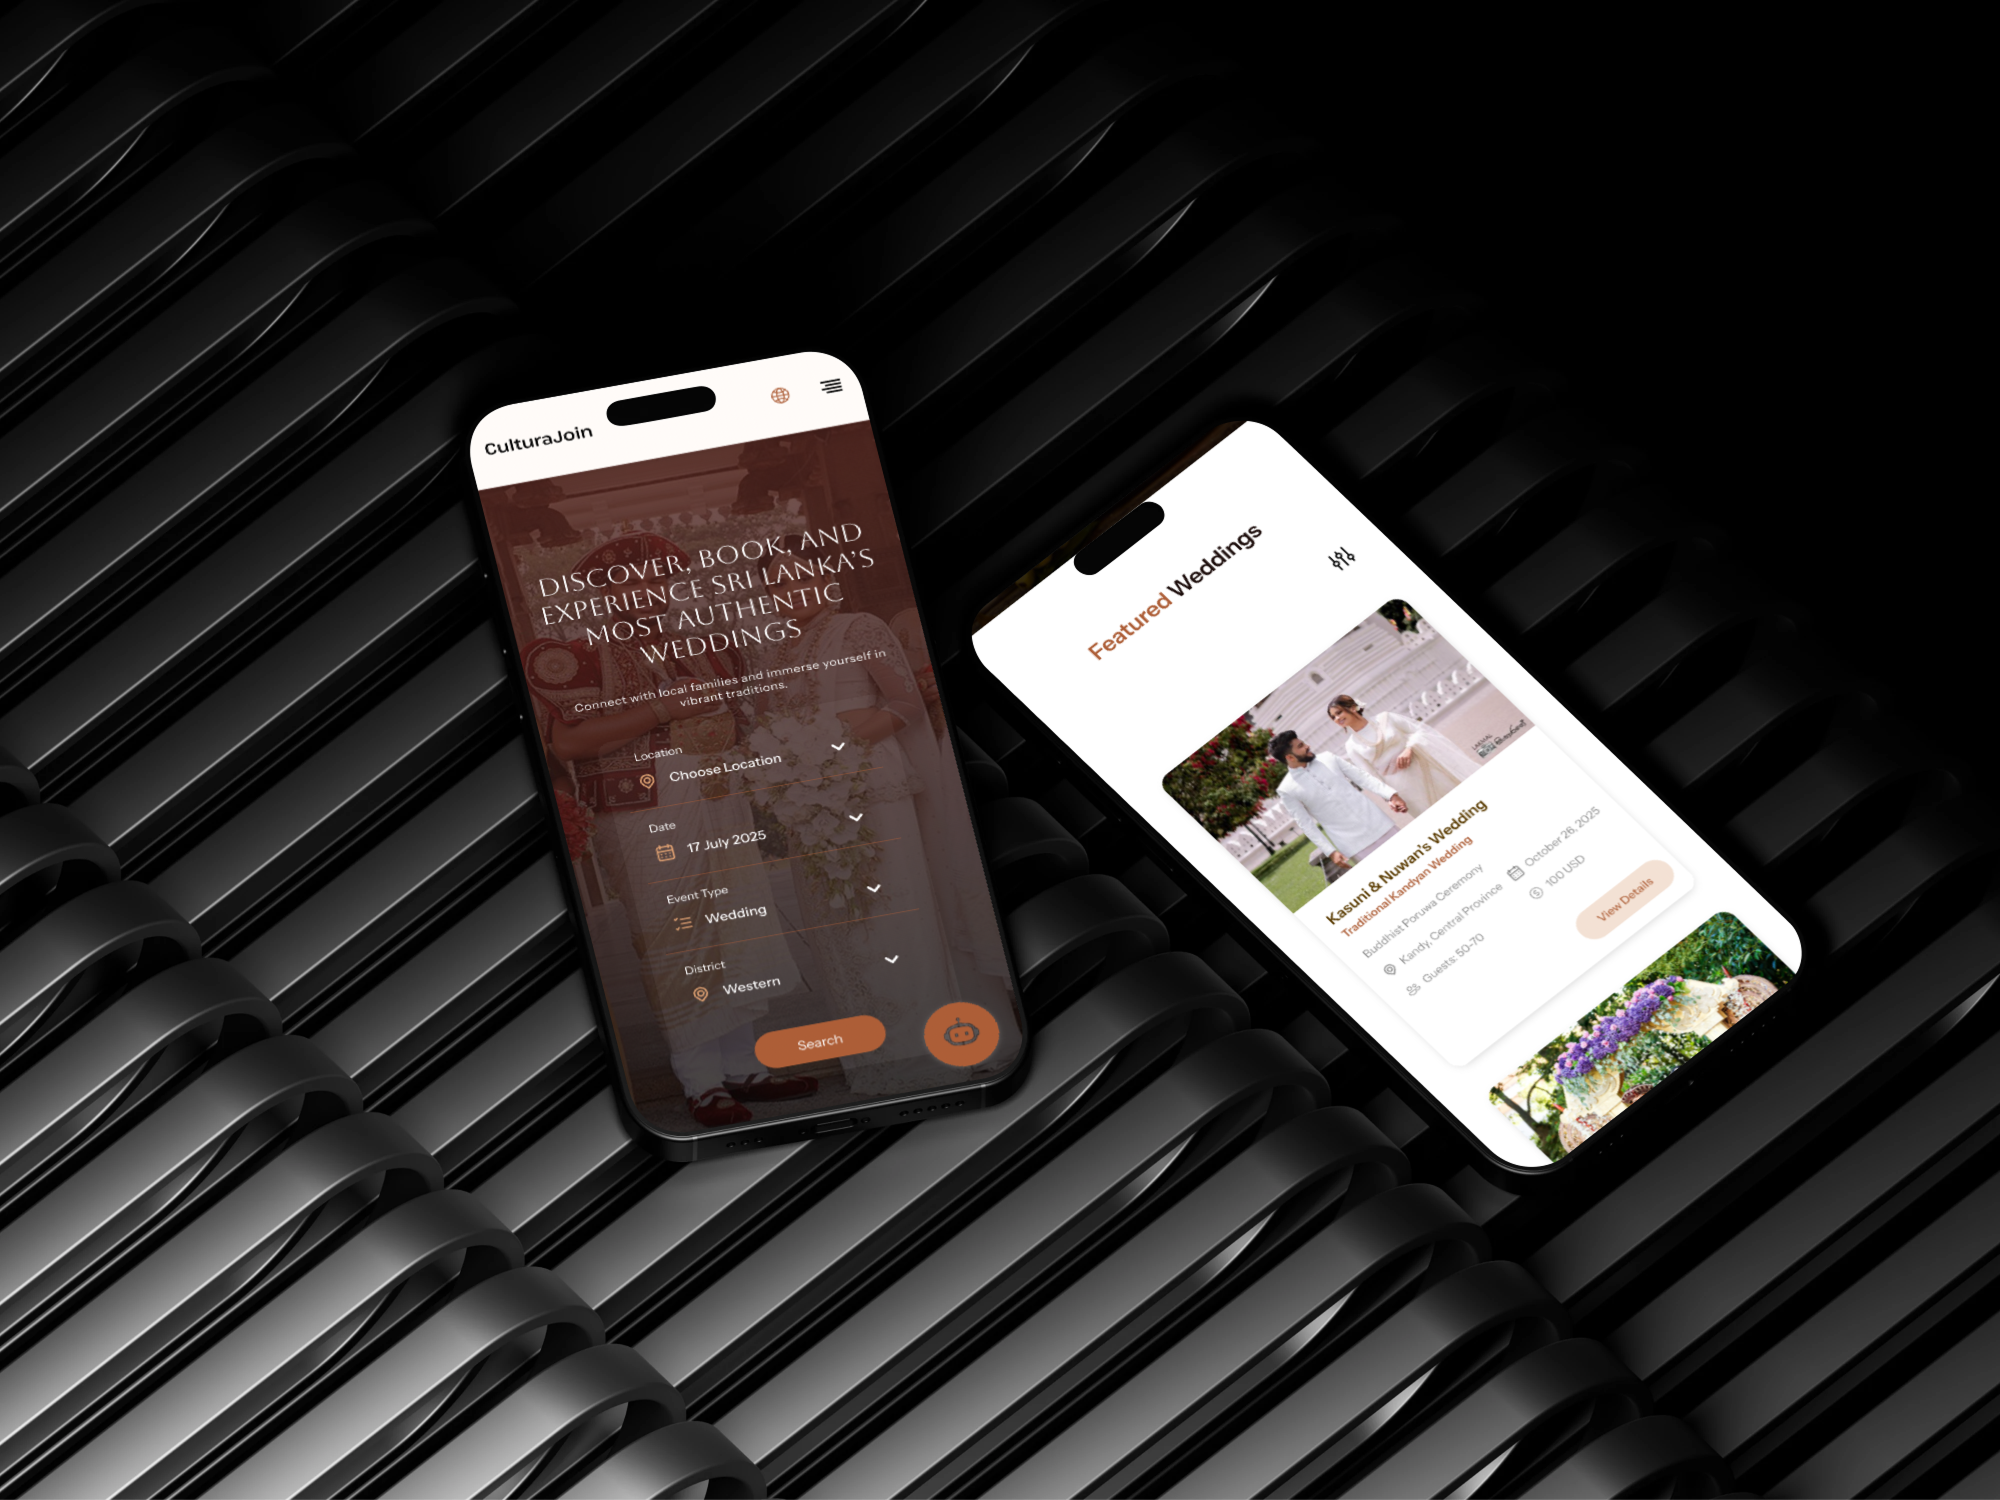 CulturaJoin
DISCOVER, BOOK, AND
EXPERIENCE SRI LANKA'S
MOST AUTHENTIC
WEDDINGS
Connect with local families and immerse yourself in
vibrant traditions.
Location
Choose Location
Date
17 July 2025
Event Type
Wedding
District
Western
Search
Featured Weddings
Kasuni & Nuwan's Wedding
Traditional Kandyan Wedding
Buddhist Poruwa Ceremony
Kandy, Central Province
Guests: 50-70
October 26, 2025
100 USD
View Details